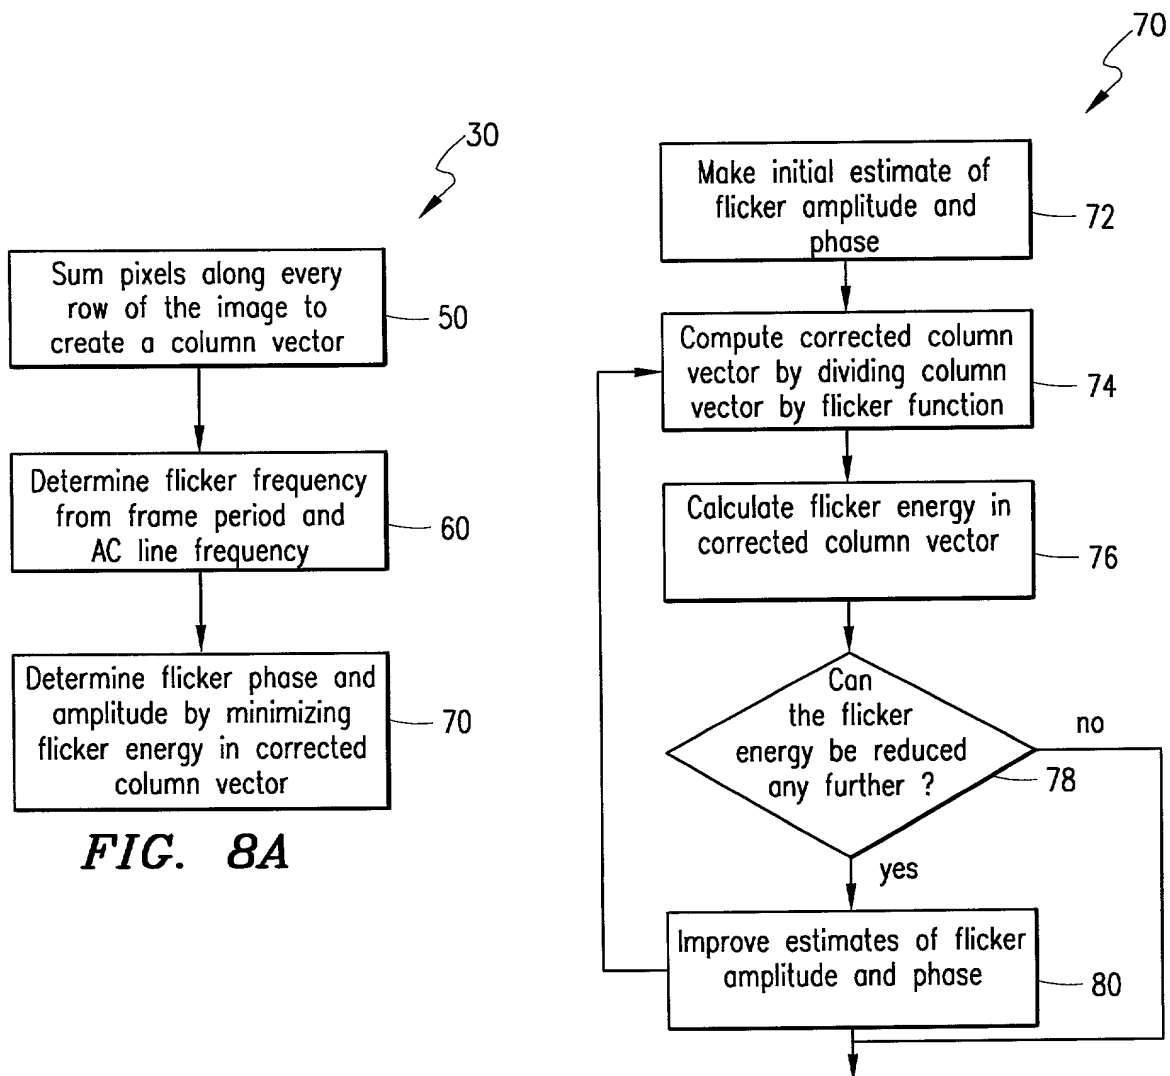 30
Sum pixels along every
row of the image to
create a column vector
50
Determine flicker frequency
from frame period and
AC line frequency
60
Determine flicker phase and
amplitude by minimizing
flicker energy in corrected
column vector
70
FIG. 8A
70
Make initial estimate of
flicker amplitude and
phase
72
Compute corrected column
vector by dividing column
vector by flicker function
74
Calculate flicker energy in
corrected column vector
76
Can
the flicker
energy be reduced
any further ?
78
no
yes
Improve estimates of flicker
amplitude and phase
80